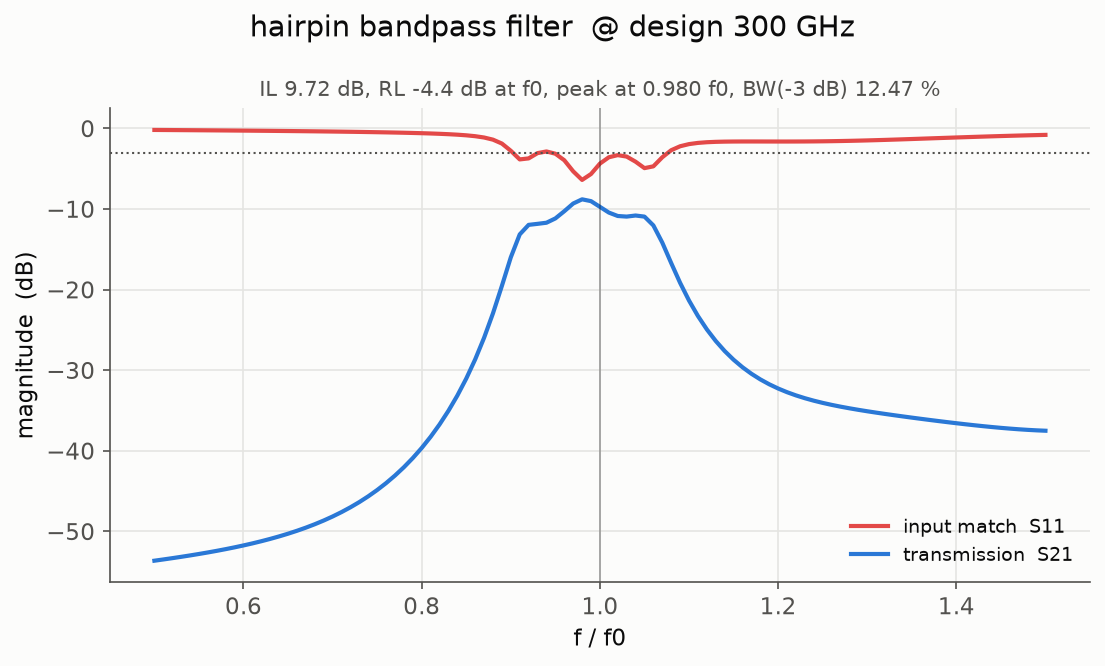 hairpin bandpass filter  @ design 300 GHz
IL 9.72 dB, RL -4.4 dB at f0, peak at 0.980 f0, BW(-3 dB) 12.47 %
magnitude  (dB)
0
−10
−20
−30
−40
−50
input match  S11
transmission  S21
0.6
0.8
1.0
1.2
1.4
f / f0